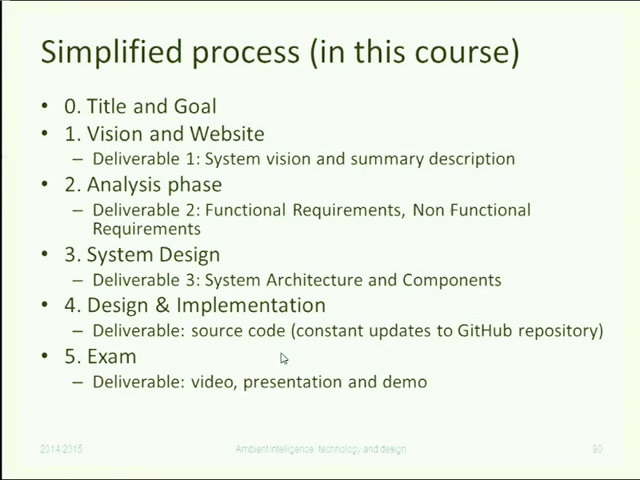 Simplified process (in this course)
• 0. Title and Goal
• 1. Vision and Website
– Deliverable 1: System vision and summary description
• 2. Analysis phase
– Deliverable 2: Functional Requirements, Non Functional
Requirements
• 3. System Design
– Deliverable 3: System Architecture and Components
• 4. Design & Implementation
– Deliverable: source code (constant updates to GitHub repository)
• 5. Exam
– Deliverable: video, presentation and demo
2014/2015 Ambient intelligence: technology and design 90